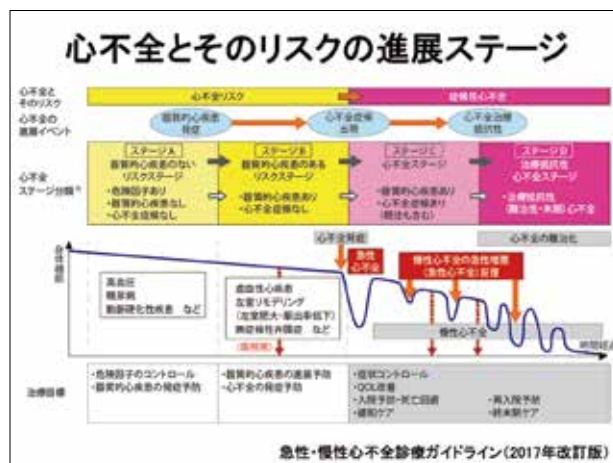 心不全とそのリスクの進展ステージ
心不全と
そのリスク
心不全リスク
症候性心不全
心不全の
進展イベント
器質的心疾患
発症
心不全症候
出現
心不全治療
抵抗性
心不全
ステージ分類
ステージA
器質的心疾患のない
リスクステージ
・危険因子あり
・器質的心疾患なし
・心不全症候なし
ステージB
器質的心疾患のある
リスクステージ
・器質的心疾患あり
・心不全症候なし
ステージC
心不全ステージ
・器質的心疾患あり
・心不全症候あり
(既往も含む)
ステージD
治療抵抗性
心不全ステージ
・治療抵抗性
(難治性・末期)心不全
身体機能
心不全発症
心不全の難治化
急性
心不全
慢性心不全の急性増悪
(急性心不全)反復
高血圧
糖尿病
動脈硬化性疾患 など
虚血性心疾患
左室リモデリング
(左室肥大・駆出率低下)
無症候性弁膜症 など
慢性心不全
時間経過
治療目標
・危険因子のコントロール
・器質的心疾患の発症予防
・器質的心疾患の進展予防
・心不全の発症予防
・症状コントロール
・QOL改善
・入院予防・死亡回避
・緩和ケア
・再入院予防
・終末期ケア
急性・慢性心不全診療ガイドライン(2017年改訂版)